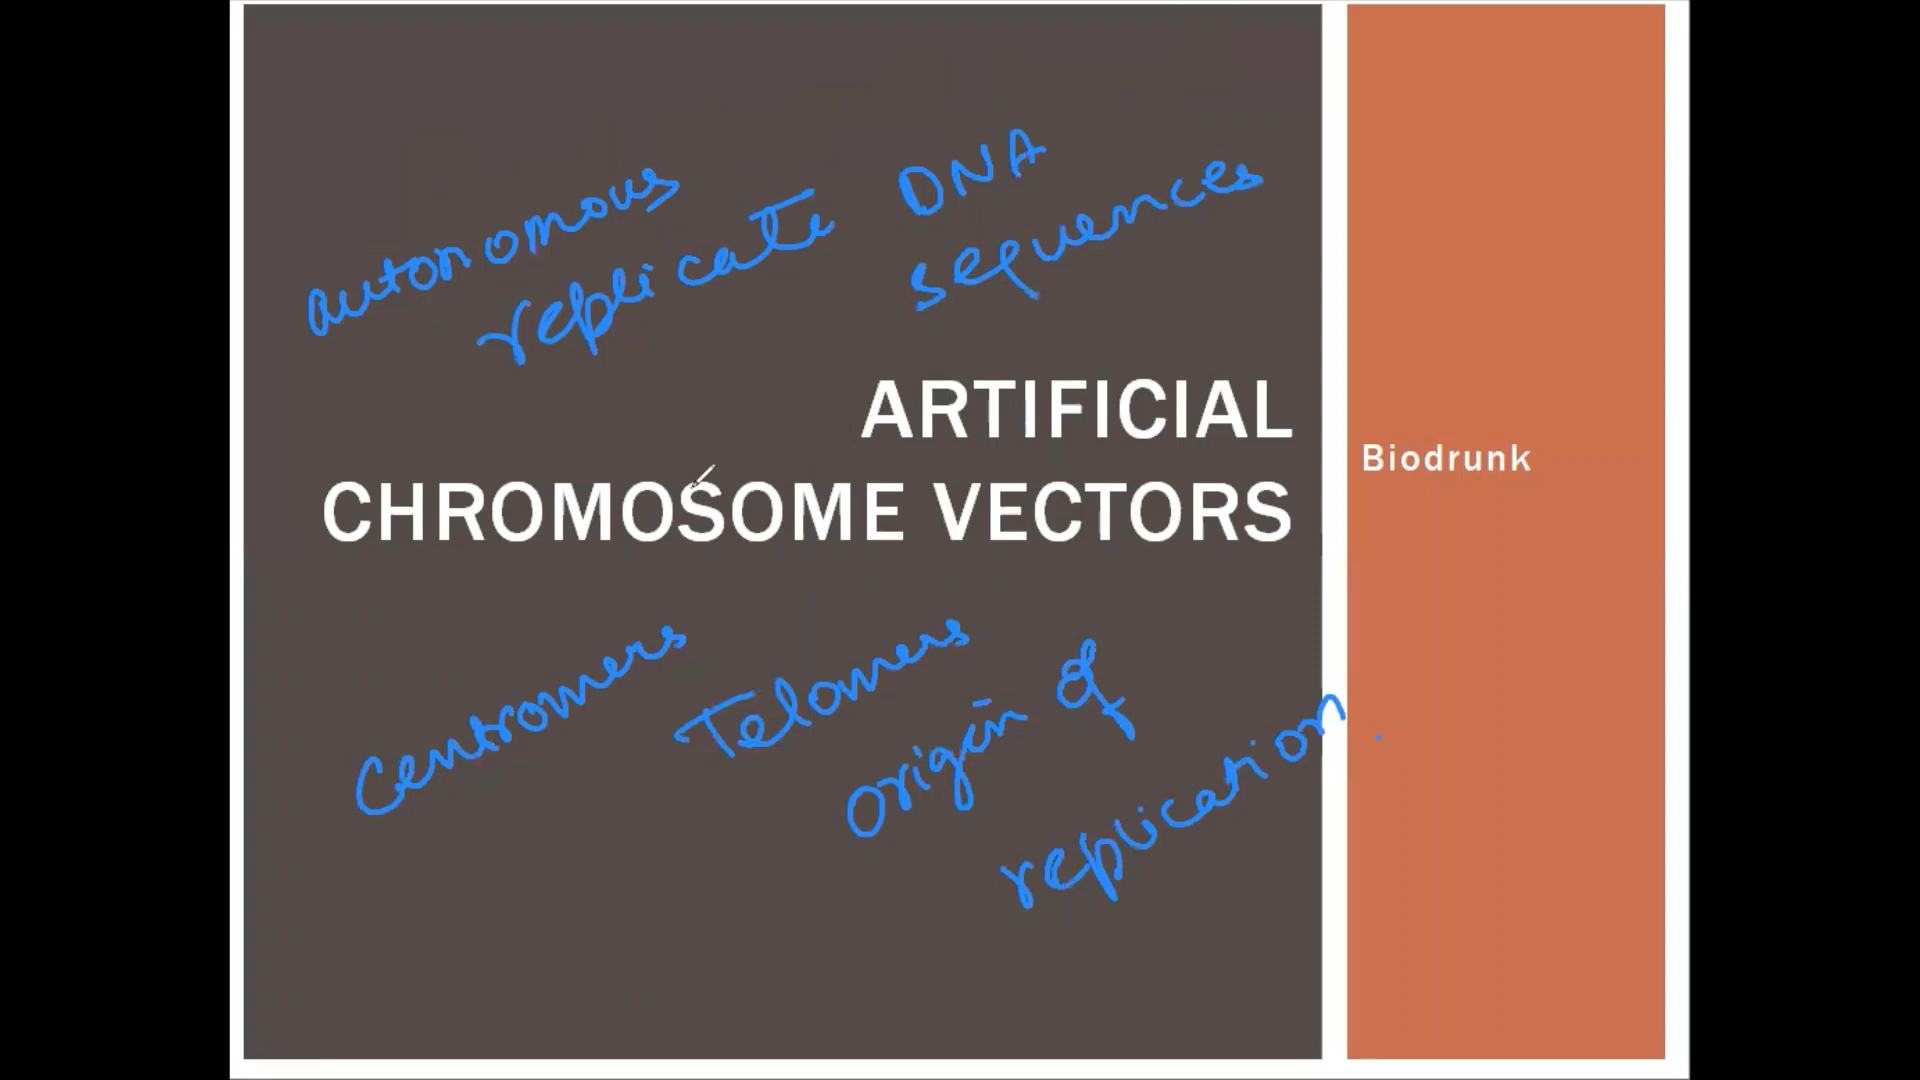 autonomous
replicate DNA
sequences
ARTIFICIAL
CHROMOSOME VECTORS
Biodrunk
Centromers
Telomers
origin of
replication